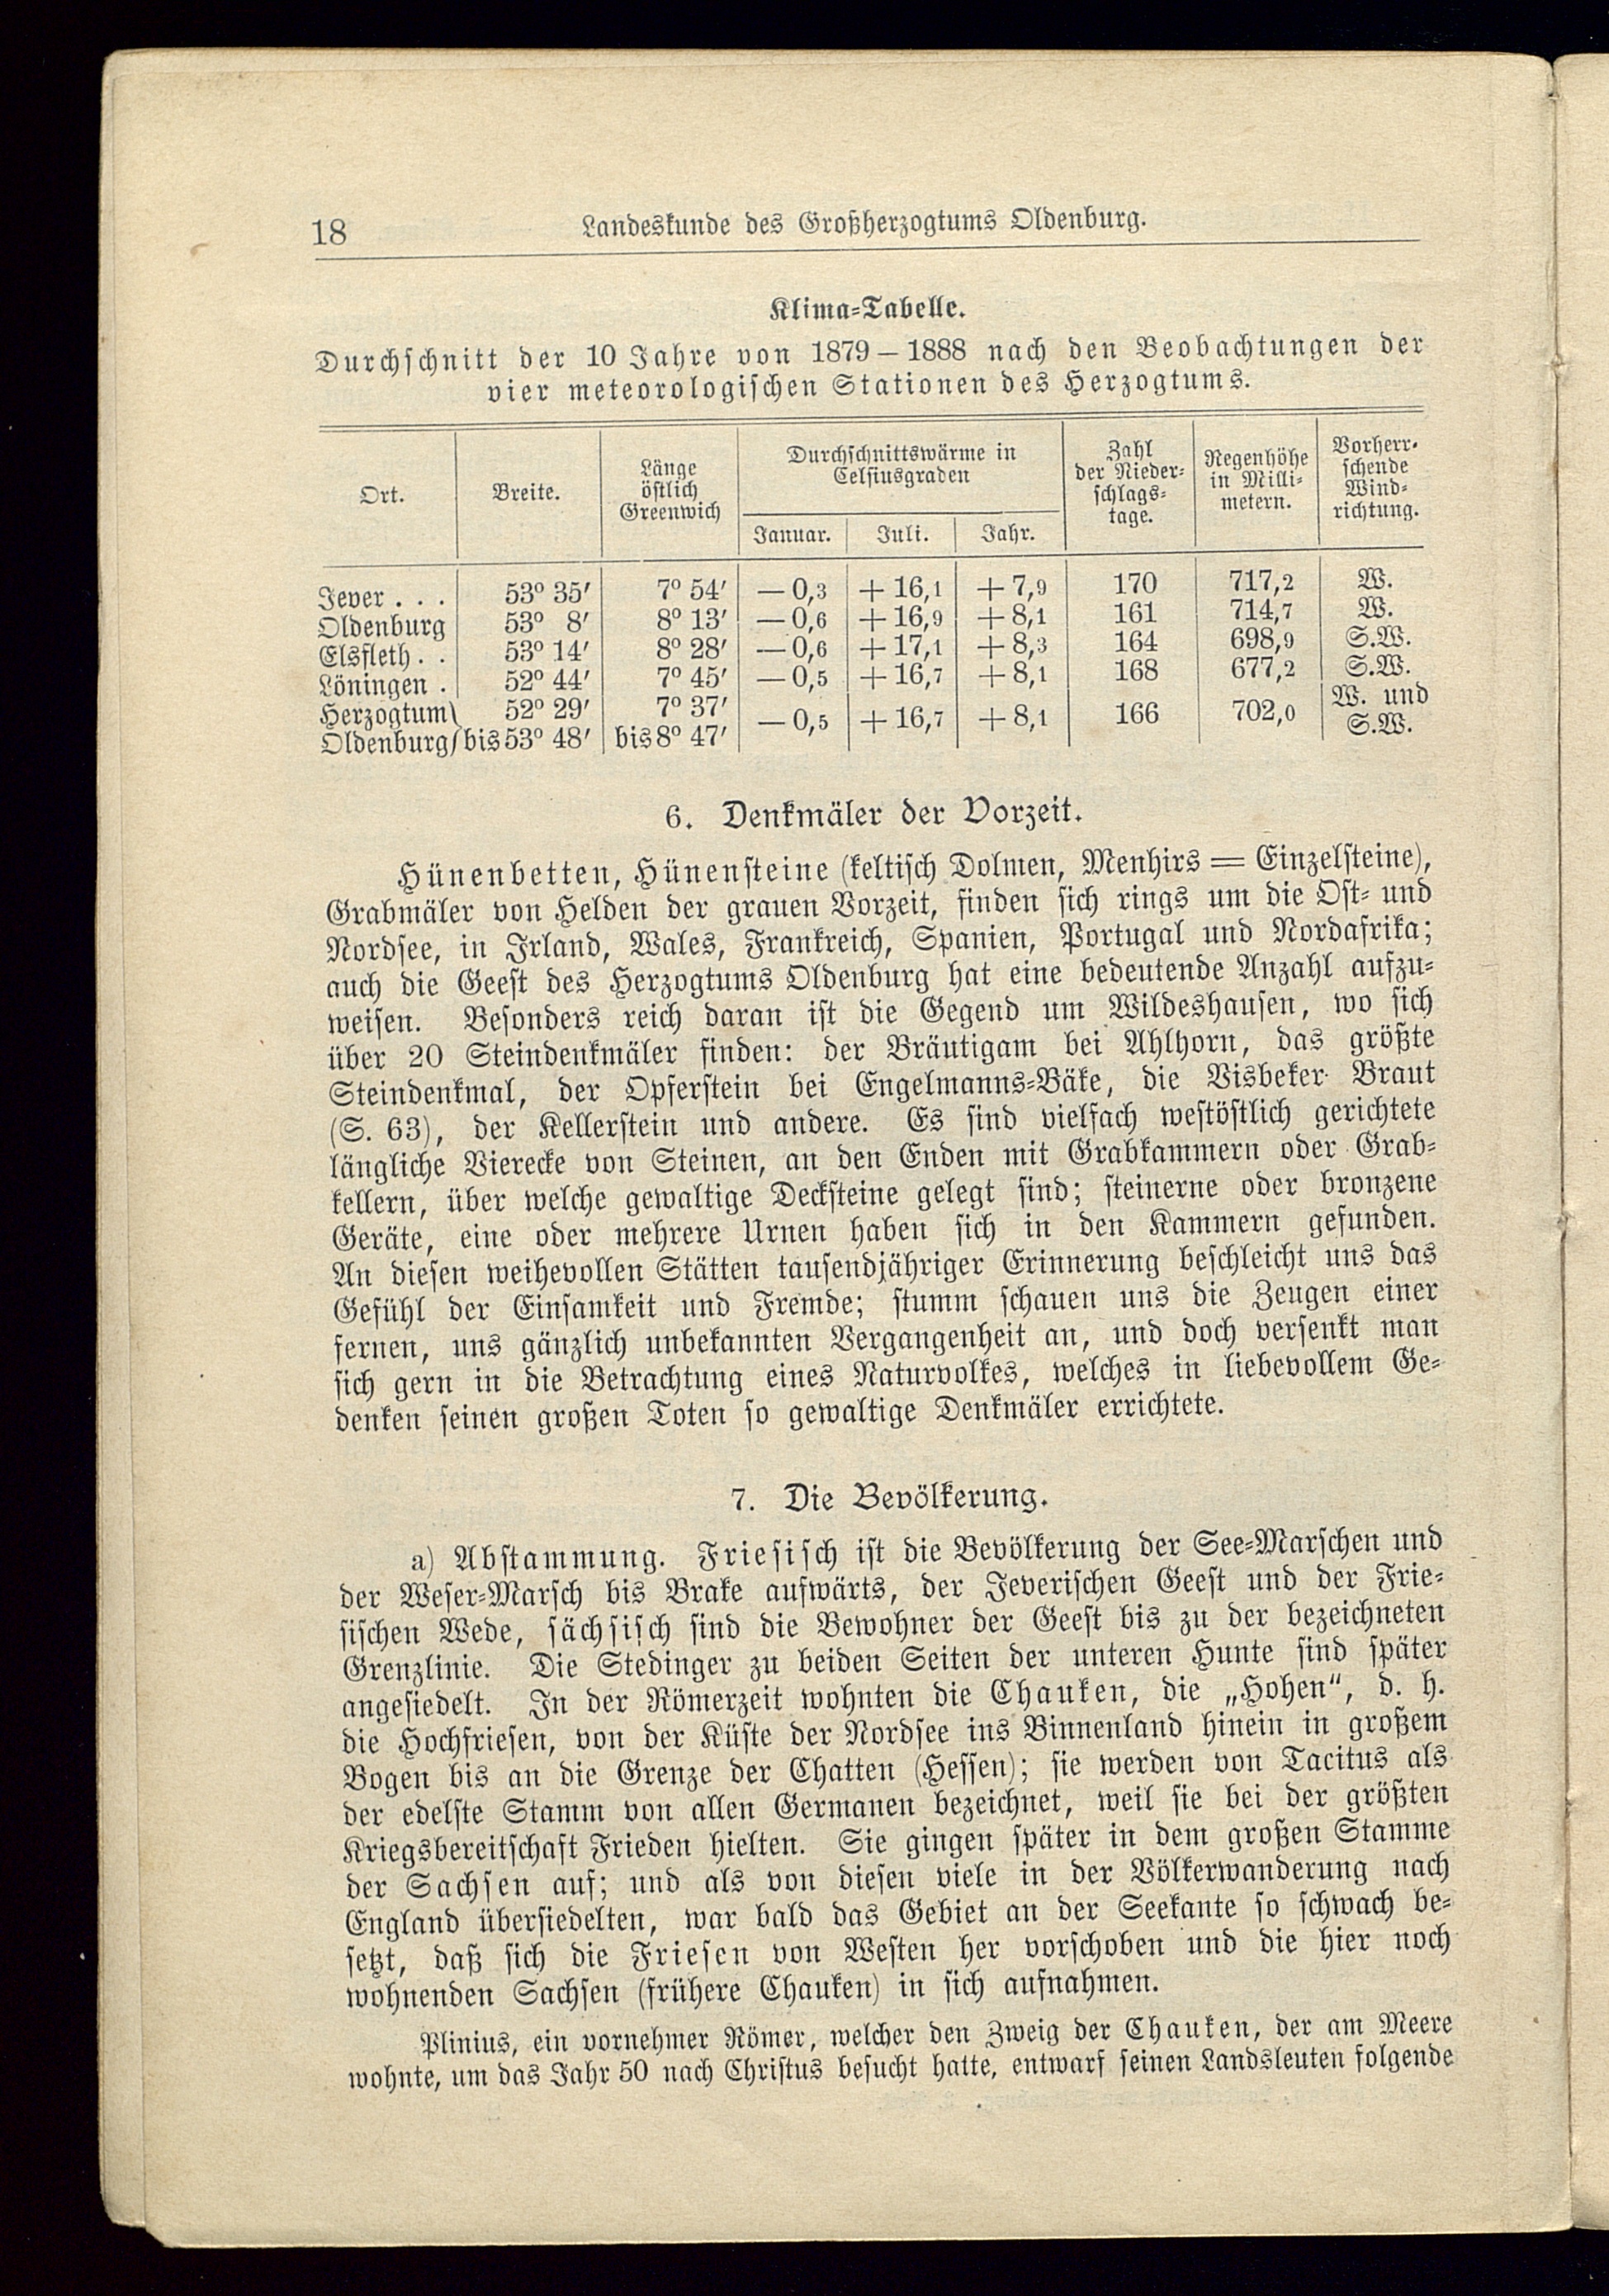 18 Landeskunde des Großherzogtums Oldenburg.
Klima-Tabelle.
Durchschnitt der 10 Jahre von 1879 – 1888 nach den Beobachtungen der
vier meteorologischen Stationen des Herzogtums.
Ort. Breite. Länge östlich Greenwich Durchschnittswärme in Celsiusgraden Zahl der Nieder-schlags-tage. Regenhöhe in Milli-metern. Vorherr-schende Wind-richtung.
Januar. Juli. Jahr.
Jever . . . 53° 35′ 7° 54′ — 0,3 + 16,1 + 7,9 170 717,2 W.
Oldenburg 53° 8′ 8° 13′ — 0,6 + 16,9 + 8,1 161 714,7 W.
Elsfleth . . 53° 14′ 8° 28′ — 0,6 + 17,1 + 8,3 164 698,9 S.W.
Löningen . 52° 44′ 7° 45′ — 0,5 + 16,7 + 8,1 168 677,2 S.W.
Herzogtum 52° 29′ 7° 37′ — 0,5 + 16,7 + 8,1 166 702,0 W. und
Oldenburg bis 53° 48′ bis 8° 47′ S.W.
6. Denkmäler der Vorzeit.
Hünenbetten, Hünensteine (keltisch Dolmen, Menhirs = Einzelsteine),
Grabmäler von Helden der grauen Vorzeit, finden sich rings um die Ost- und
Nordsee, in Irland, Wales, Frankreich, Spanien, Portugal und Nordafrika;
auch die Geest des Herzogtums Oldenburg hat eine bedeutende Anzahl aufzu-
weisen. Besonders reich daran ist die Gegend um Wildeshausen, wo sich
über 20 Steindenkmäler finden: der Bräutigam bei Ahlhorn, das größte
Steindenkmal, der Opferstein bei Engelmanns-Bäke, die Visbeker Braut
(S. 63), der Kellerstein und andere. Es sind vielfach westöstlich gerichtete
längliche Vierecke von Steinen, an den Enden mit Grabkammern oder Grab-
kellern, über welche gewaltige Decksteine gelegt sind; steinerne oder bronzene
Geräte, eine oder mehrere Urnen haben sich in den Kammern gefunden.
An diesen weihevollen Stätten tausendjähriger Erinnerung beschleicht uns das
Gefühl der Einsamkeit und Fremde; stumm schauen uns die Zeugen einer
fernen, uns gänzlich unbekannten Vergangenheit an, und doch versenkt man
sich gern in die Betrachtung eines Naturvolkes, welches in liebevollem Ge-
denken seinen großen Toten so gewaltige Denkmäler errichtete.
7. Die Bevölkerung.
a) Abstammung. Friesisch ist die Bevölkerung der See-Marschen und
der Weser-Marsch bis Brake aufwärts, der Jeverischen Geest und der Frie-
sischen Wede, sächsisch sind die Bewohner der Geest bis zu der bezeichneten
Grenzlinie. Die Stedinger zu beiden Seiten der unteren Hunte sind später
angesiedelt. In der Römerzeit wohnten die Chauken, die „Hohen“, d. h.
die Hochfriesen, von der Küste der Nordsee ins Binnenland hinein in großem
Bogen bis an die Grenze der Chatten (Hessen); sie werden von Tacitus als
der edelste Stamm von allen Germanen bezeichnet, weil sie bei der größten
Kriegsbereitschaft Frieden hielten. Sie gingen später in dem großen Stamme
der Sachsen auf; und als von diesen viele in der Völkerwanderung nach
England übersiedelten, war bald das Gebiet an der Seekante so schwach be-
setzt, daß sich die Friesen von Westen her vorschoben und die hier noch
wohnenden Sachsen (frühere Chauken) in sich aufnahmen.
Plinius, ein vornehmer Römer, welcher den Zweig der Chauken, der am Meere
wohnte, um das Jahr 50 nach Christus besucht hatte, entwarf seinen Landsleuten folgende